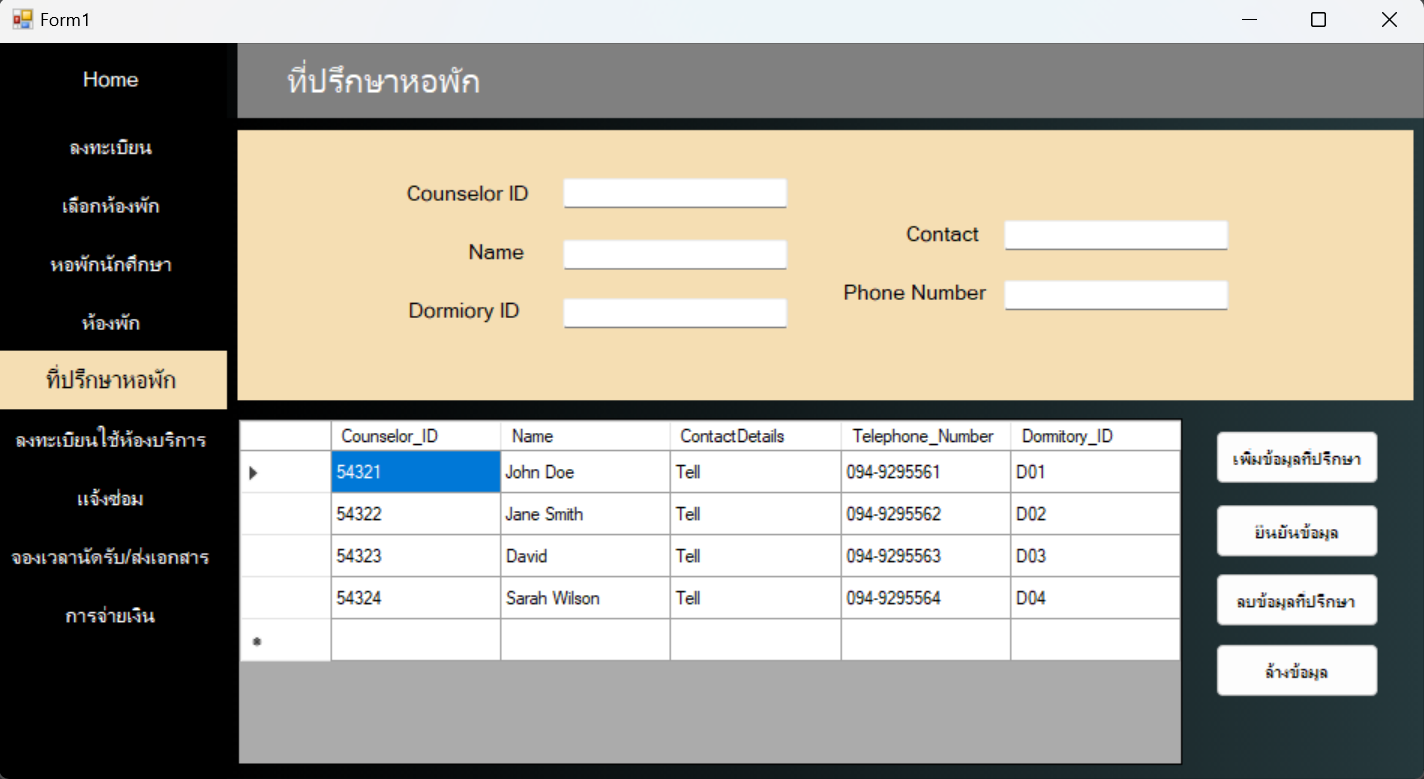 Form1
Home
ลงทะเบียน
เลือกห้องพัก
หอพักนักศึกษา
ห้องพัก
ที่ปรึกษาหอพัก
ลงทะเบียนใช้ห้องบริการ
แจ้งซ่อม
จองเวลานัดรับ/ส่งเอกสาร
การจ่ายเงิน
ที่ปรึกษาหอพัก
Counselor ID
Name
Dormiory ID
Contact
Phone Number
Counselor_ID Name ContactDetails Telephone_Number Dormitory_ID
54321 John Doe Tell 094-9295561 D01
54322 Jane Smith Tell 094-9295562 D02
54323 David Tell 094-9295563 D03
54324 Sarah Wilson Tell 094-9295564 D04
เพิ่มข้อมูลที่ปรึกษา
ยืนยันข้อมูล
ลบข้อมูลที่ปรึกษา
ล้างข้อมูล